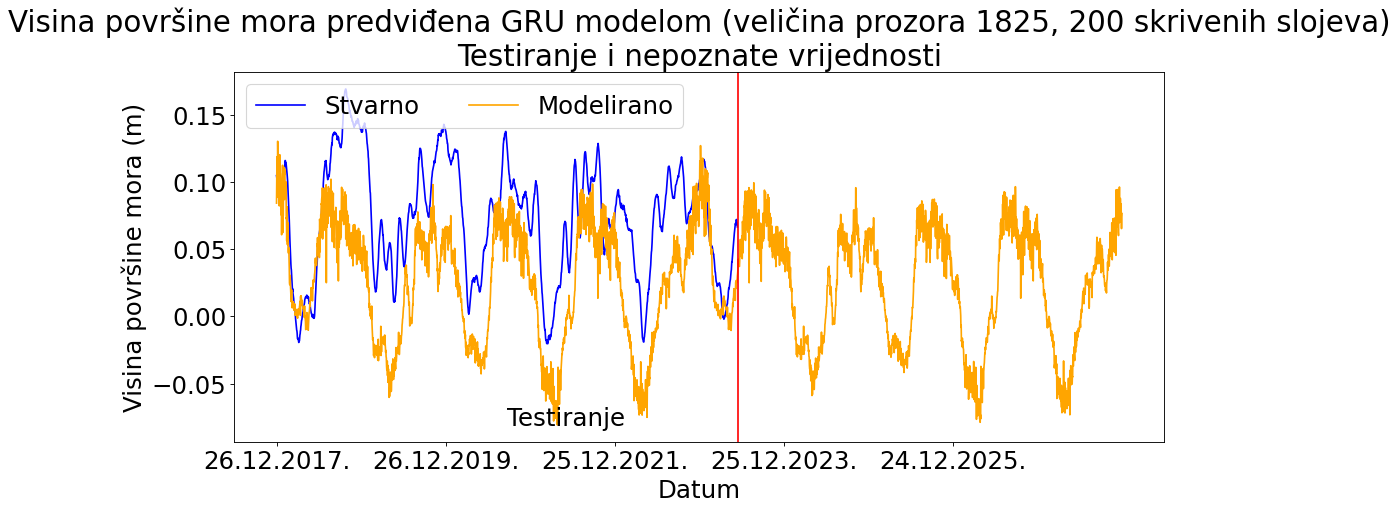 Visina površine mora predviđena GRU modelom (veličina prozora 1825, 200 skrivenih slojeva)
Testiranje i nepoznate vrijednosti
Stvarno Modelirano
Visina površine mora (m)
0.15
0.10
0.05
0.00
−0.05
Testiranje
26.12.2017. 26.12.2019. 25.12.2021. 25.12.2023. 24.12.2025.
Datum